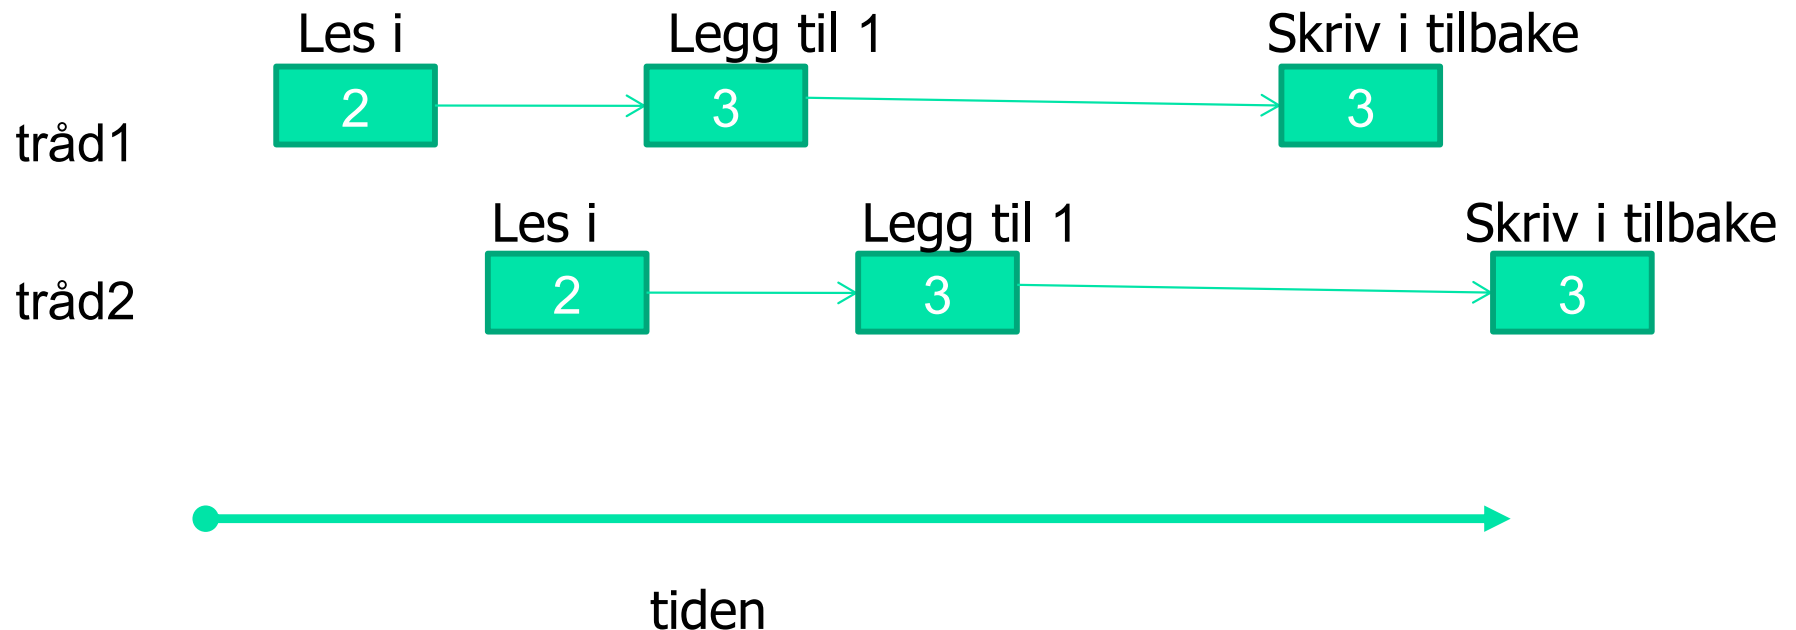 Les i Legg til 1 Skriv i tilbake
2 3 3
tråd1
Les i Legg til 1 Skriv i tilbake
2 3 3
tråd2
tiden